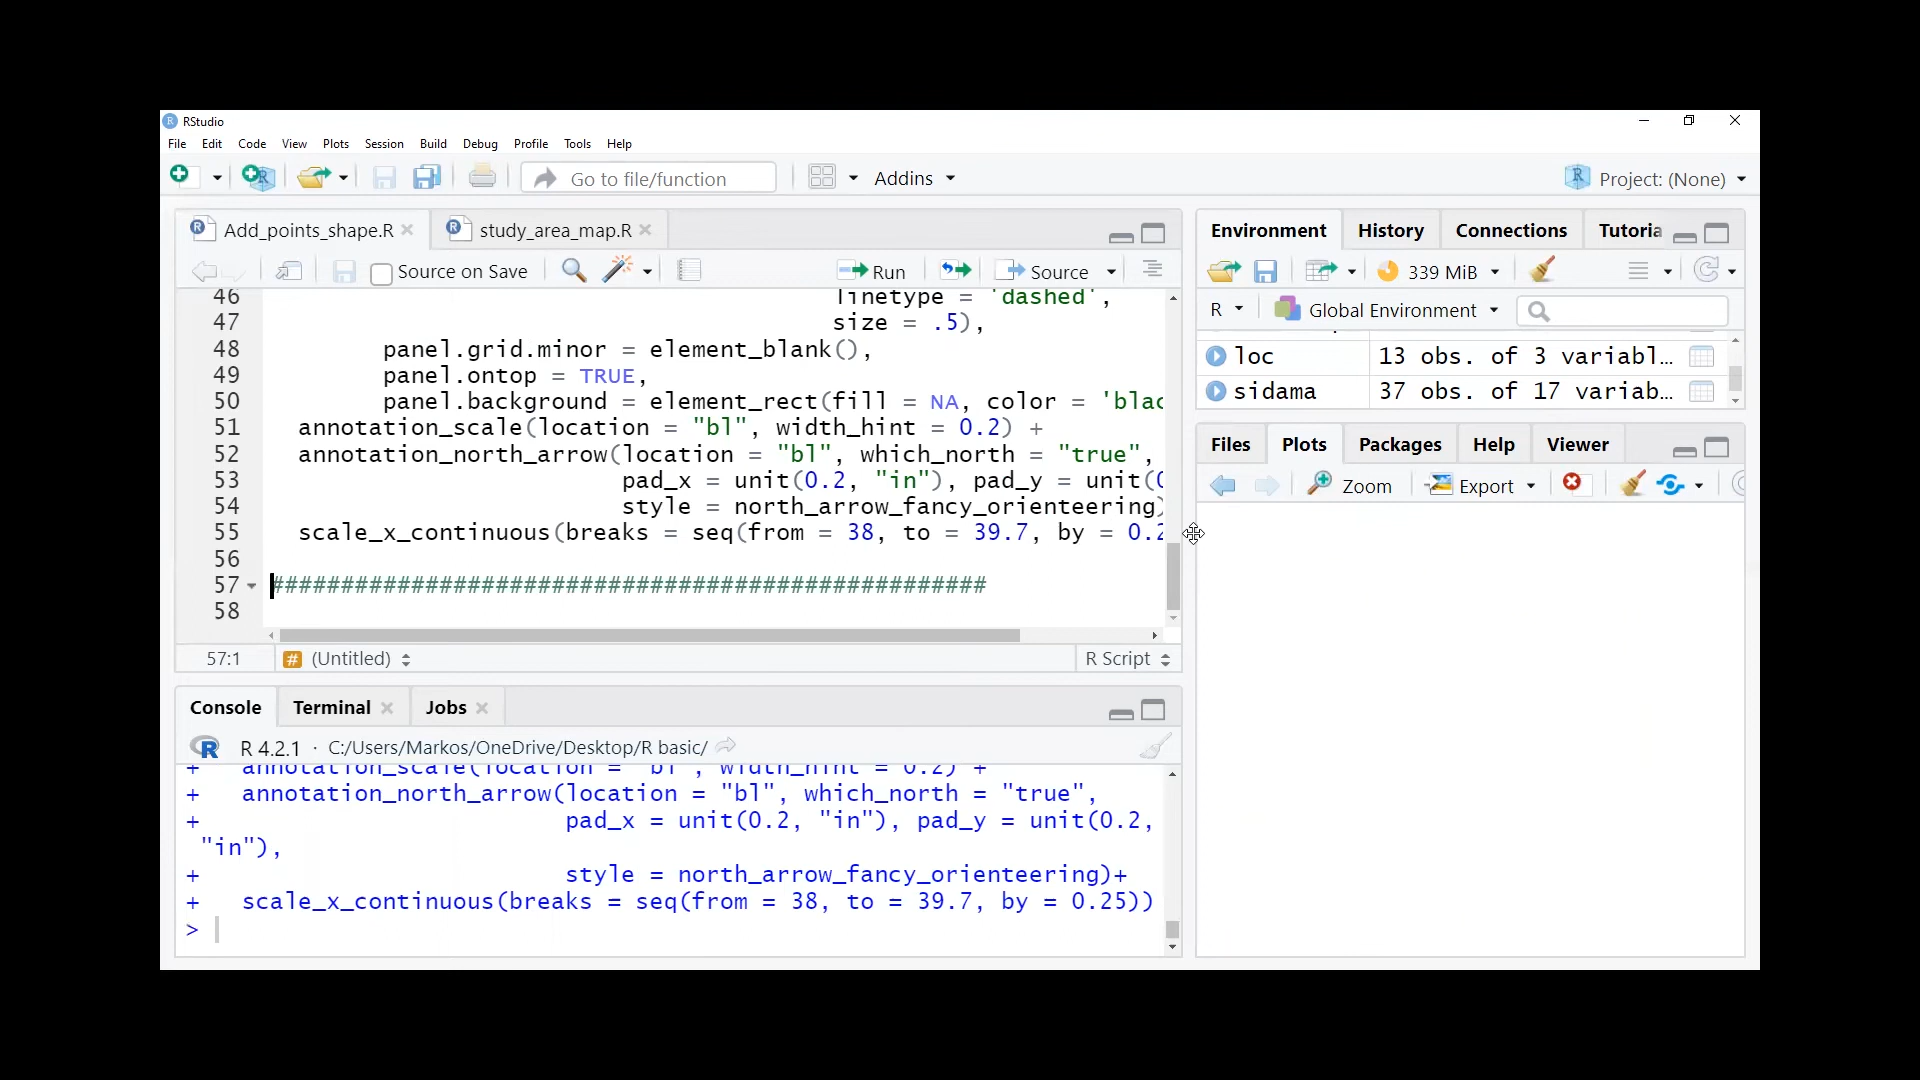 RStudio
File Edit Code View Plots Session Build Debug Profile Tools Help
Go to file/function Addins Project: (None)
Add_points_shape.R study_area_map.R
Source on Save Run Source
46 linetype = 'dashed',
47 size = .5),
48 panel.grid.minor = element_blank(),
49 panel.ontop = TRUE,
50 panel.background = element_rect(fill = NA, color = 'blac
51 annotation_scale(location = "bl", width_hint = 0.2) +
52 annotation_north_arrow(location = "bl", which_north = "true",
53 pad_x = unit(0.2, "in"), pad_y = unit(0
54 style = north_arrow_fancy_orienteering)
55 scale_x_continuous(breaks = seq(from = 38, to = 39.7, by = 0.2
56
57 ###################################################
58
57:1 # (Untitled) R Script
Console Terminal Jobs
R 4.2.1 · C:/Users/Markos/OneDrive/Desktop/R basic/
+ annotation_scale(location = "bl", width_hint = 0.2) +
+ annotation_north_arrow(location = "bl", which_north = "true",
+ pad_x = unit(0.2, "in"), pad_y = unit(0.2,
"in"),
+ style = north_arrow_fancy_orienteering)+
+ scale_x_continuous(breaks = seq(from = 38, to = 39.7, by = 0.25))
>
Environment History Connections Tutoria
339 MiB
R Global Environment
loc 13 obs. of 3 variabl...
sidama 37 obs. of 17 variab...
Files Plots Packages Help Viewer
Zoom Export